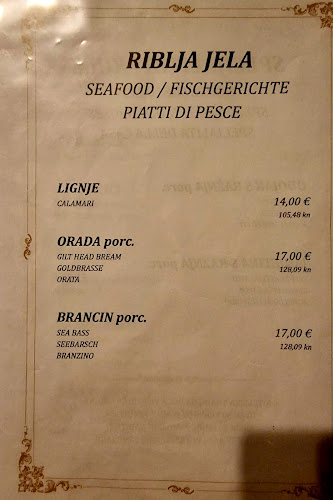 RIBLJA JELA
SEAFOOD / FISCHGERICHTE
PIATTI DI PESCE
LIGNJE
CALAMARI
14,00 €
105,48 kn
ORADA porc.
GILT HEAD BREAM
17,00 €
GOLDBRASSE
128,09 kn
ORATA
BRANCIN porc.
SEA BASS
17,00 €
SEEBARSCH
128,09 kn
BRANZINO